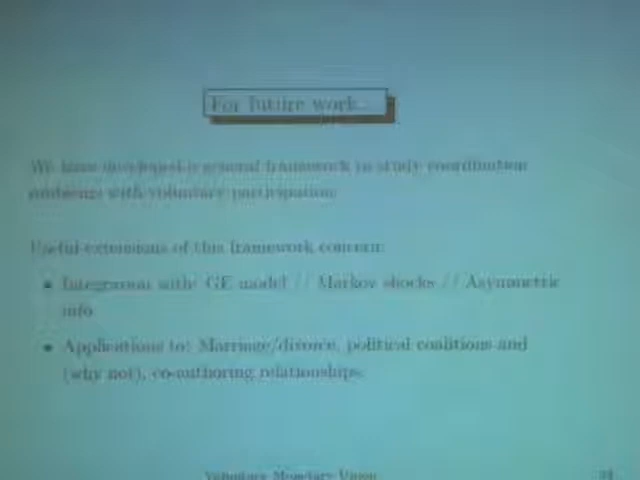 For future work...
We have developed a general framework to study coordination
problems with voluntary participation.
Useful extensions of this framework concern:
• Integration with: GE model // Markov shocks // Asymmetric
info
• Applications to: Marriage/divorce, political coalitions and
(why not), co-authoring relationships.
Voluntary Monetary Union